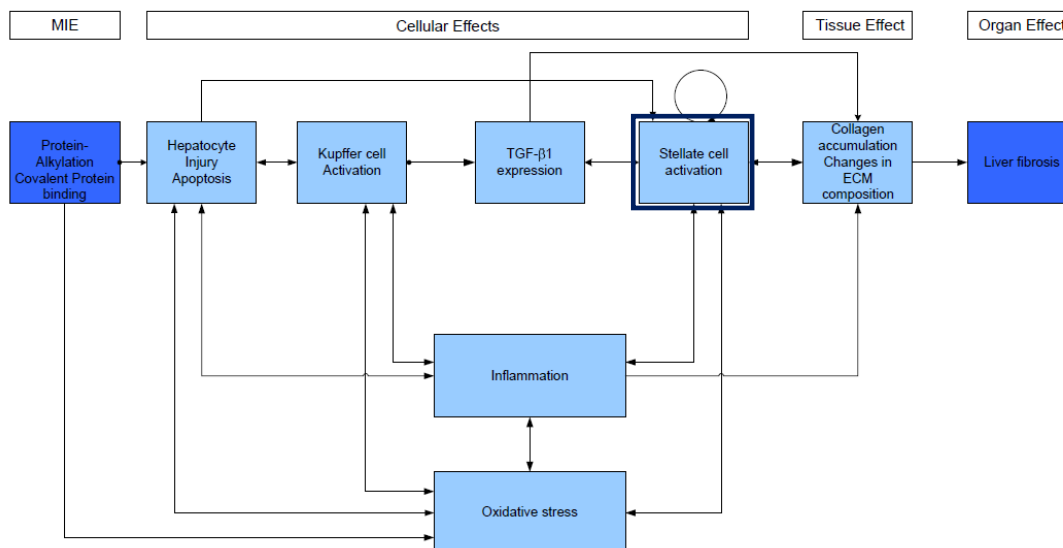 MIE
Cellular Effects
Tissue Effect
Organ Effect
Protein-
Alkylation
Covalent Protein
binding
Hepatocyte
Injury
Apoptosis
Kupffer cell
Activation
TGF-β1
expression
Stellate cell
activation
Collagen
accumulation
Changes in
ECM
composition
Liver fibrosis
Inflammation
Oxidative stress